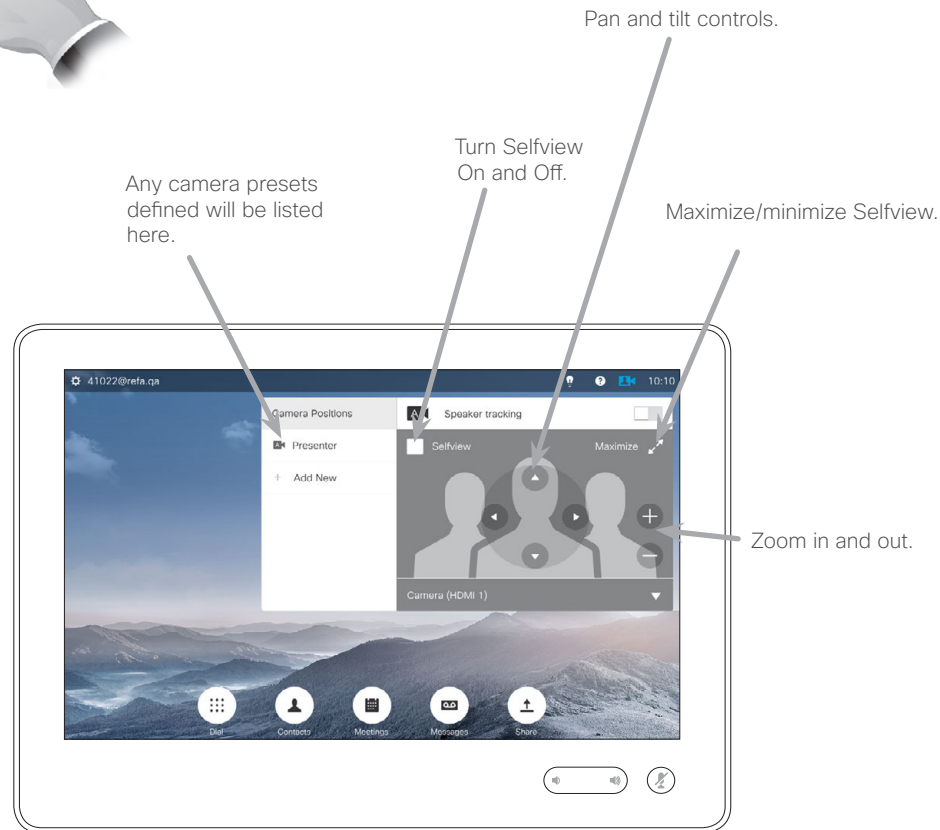 Pan and tilt controls.
Turn Selfview
On and Off.
Any camera presets
defined will be listed
here.
Maximize/minimize Selfview.
41022@refa.qa
10:10
Camera Positions
Speaker tracking
Presenter
Selfview
Maximize
Add New
Zoom in and out.
Camera (HDMI 1)
Dial
Contacts
Meetings
Messages
Share